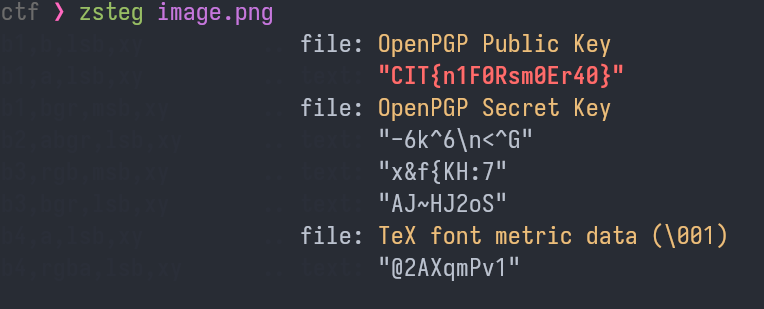 ctf ❯ zsteg image.png
file: OpenPGP Public Key
"CIT{n1F0Rsm0Er40}"
file: OpenPGP Secret Key
"-6k^6\n<^G"
"x&f{KH:7"
"AJ~HJ2oS"
file: TeX font metric data (\001)
"@2AXqmPv1"